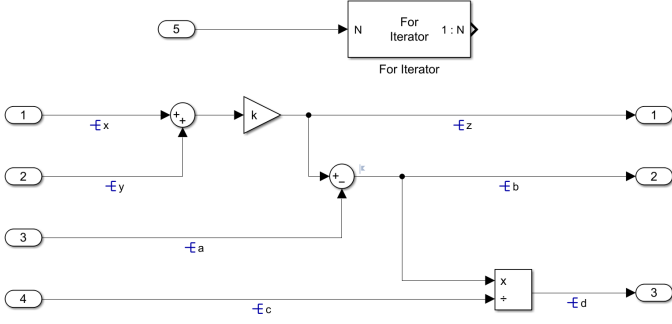 5
N
For
Iterator
1 : N
For Iterator
1
+
+
k
1
x
z
2
+
−
2
y
b
3
a
4
x
÷
3
c
d